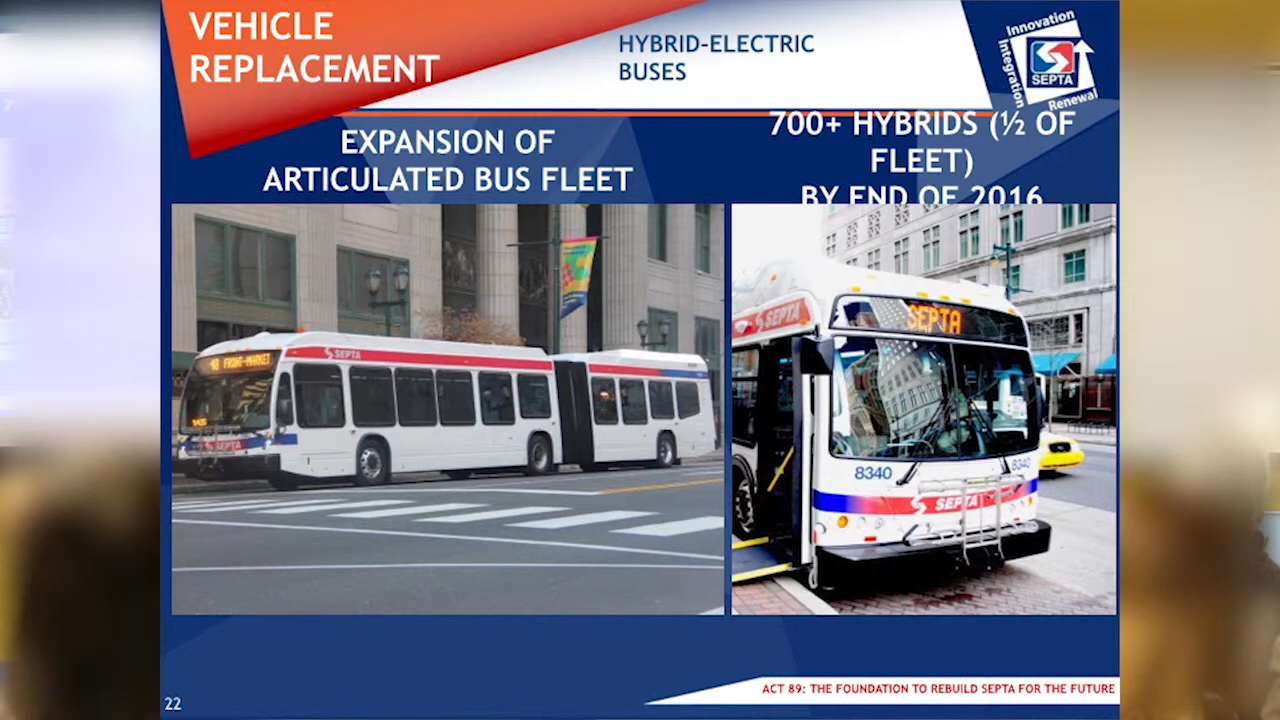 VEHICLE
REPLACEMENT
HYBRID-ELECTRIC
BUSES
Innovation
Integration
SEPTA
Renewal
EXPANSION OF
ARTICULATED BUS FLEET
700+ HYBRIDS (½ OF
FLEET)
BY END OF 2016
43 FRONT-MARKET
SEPTA
SEPTA
SEPTA
SEPTA
8340
8340
SEPTA
22
ACT 89: THE FOUNDATION TO REBUILD SEPTA FOR THE FUTURE